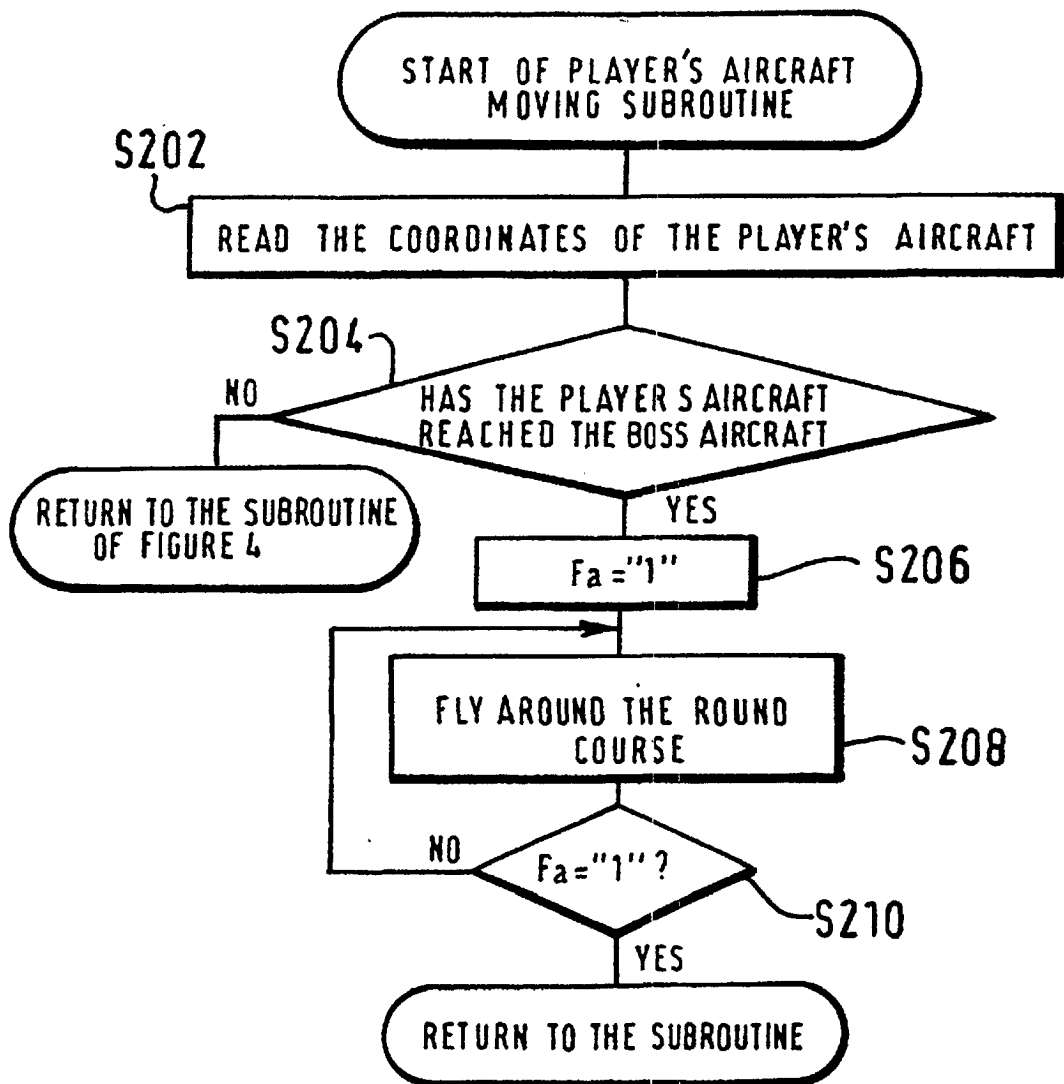 START OF PLAYER'S AIRCRAFT
MOVING SUBROUTINE
S202
READ THE COORDINATES OF THE PLAYER'S AIRCRAFT
S204
HAS THE PLAYER S AIRCRAFT
REACHED THE BOSS AIRCRAFT
NO
RETURN TO THE SUBROUTINE
OF FIGURE 4
YES
Fa="1"
S206
FLY AROUND THE ROUND
COURSE
S208
NO
Fa="1"?
S210
YES
RETURN TO THE SUBROUTINE